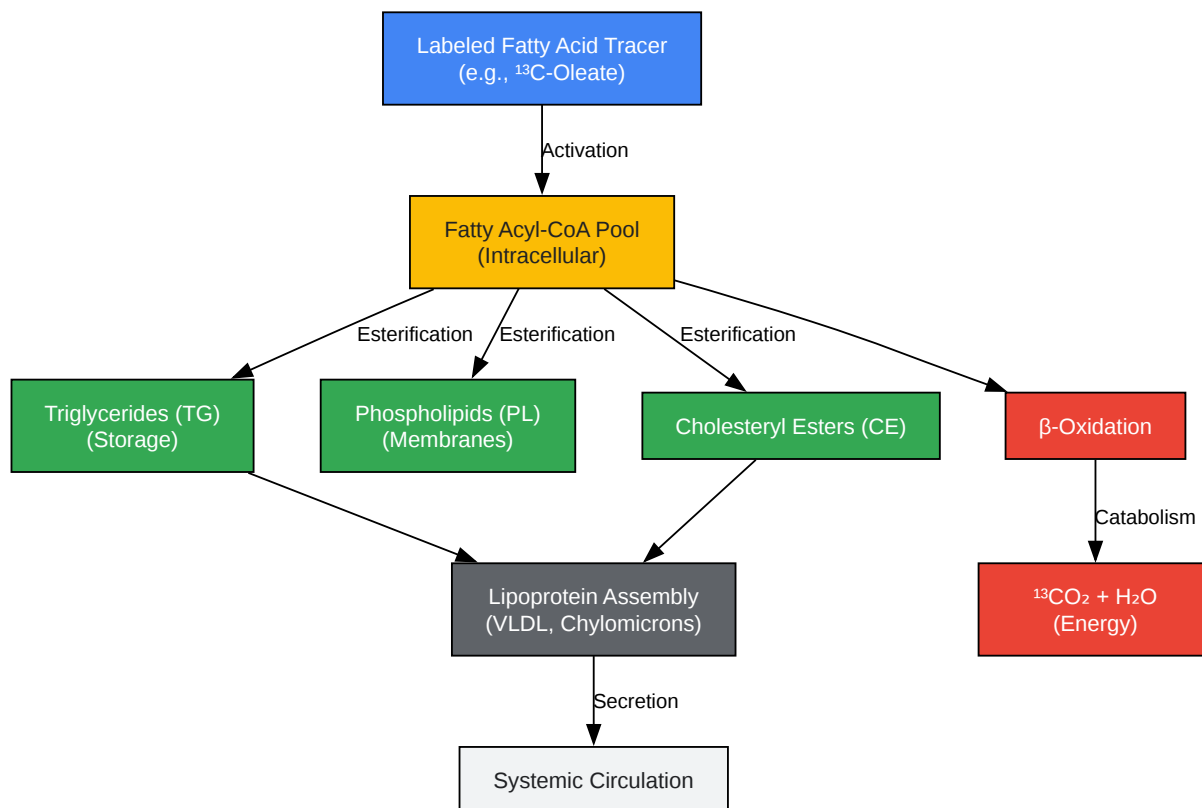 Labeled Fatty Acid Tracer
(e.g., ¹³C-Oleate)
Activation
Fatty Acyl-CoA Pool
(Intracellular)
Esterification
Esterification
Esterification
Triglycerides (TG)
(Storage)
Phospholipids (PL)
(Membranes)
Cholesteryl Esters (CE)
β-Oxidation
Catabolism
Lipoprotein Assembly
(VLDL, Chylomicrons)
¹³CO₂ + H₂O
(Energy)
Secretion
Systemic Circulation